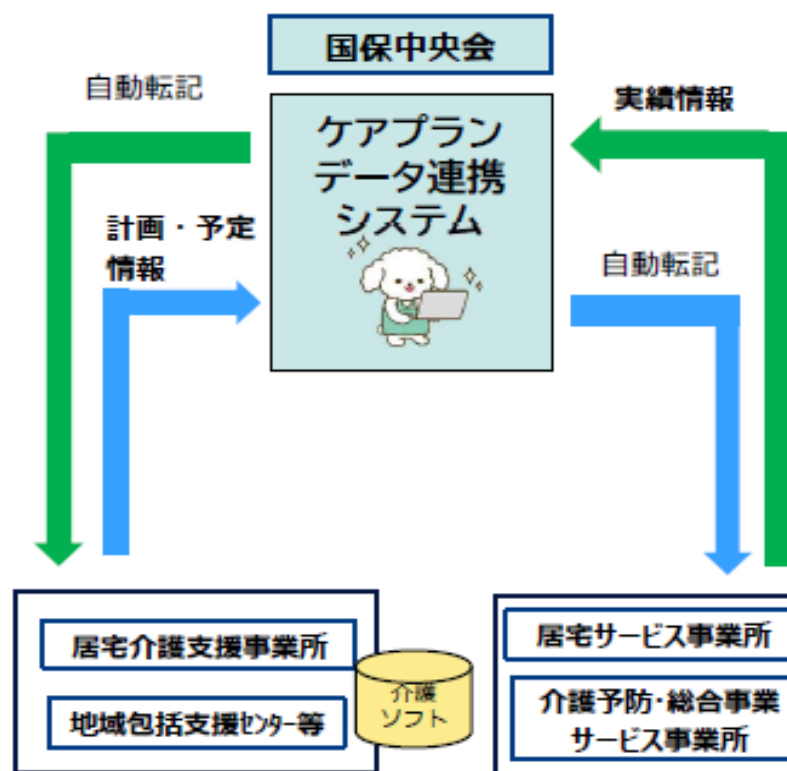 国保中央会
自動転記
実績情報
ケアプラン
データ連携
システム
計画・予定
情報
自動転記
居宅介護支援事業所
地域包括支援ｾﾝﾀｰ等
介護
ソフト
居宅サービス事業所
介護予防・総合事業
サービス事業所